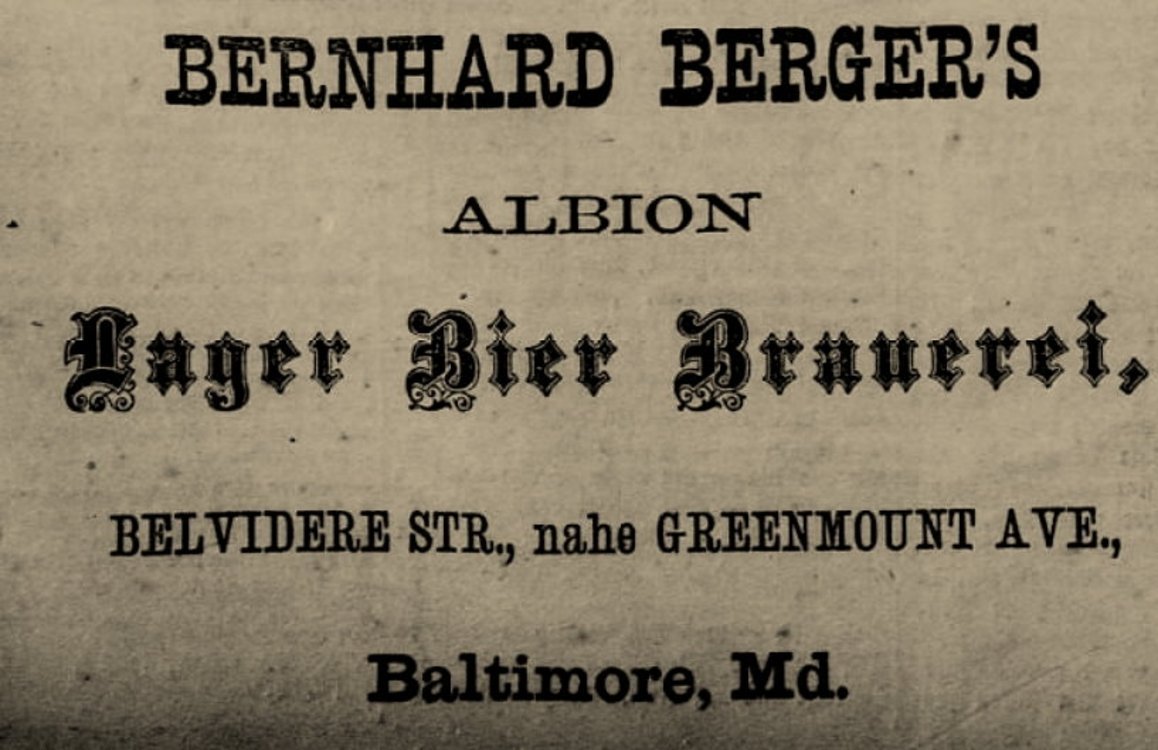 BERNHARD BERGER'S
ALBION
Lager Bier Brauerei,
BELVIDERE STR., nahe GREENMOUNT AVE.,
Baltimore, Md.